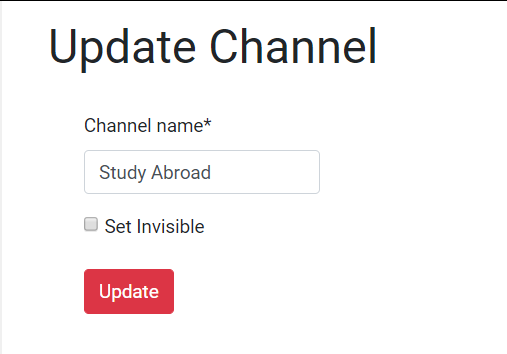 Update Channel
Channel name*
Study Abroad
Set Invisible
Update